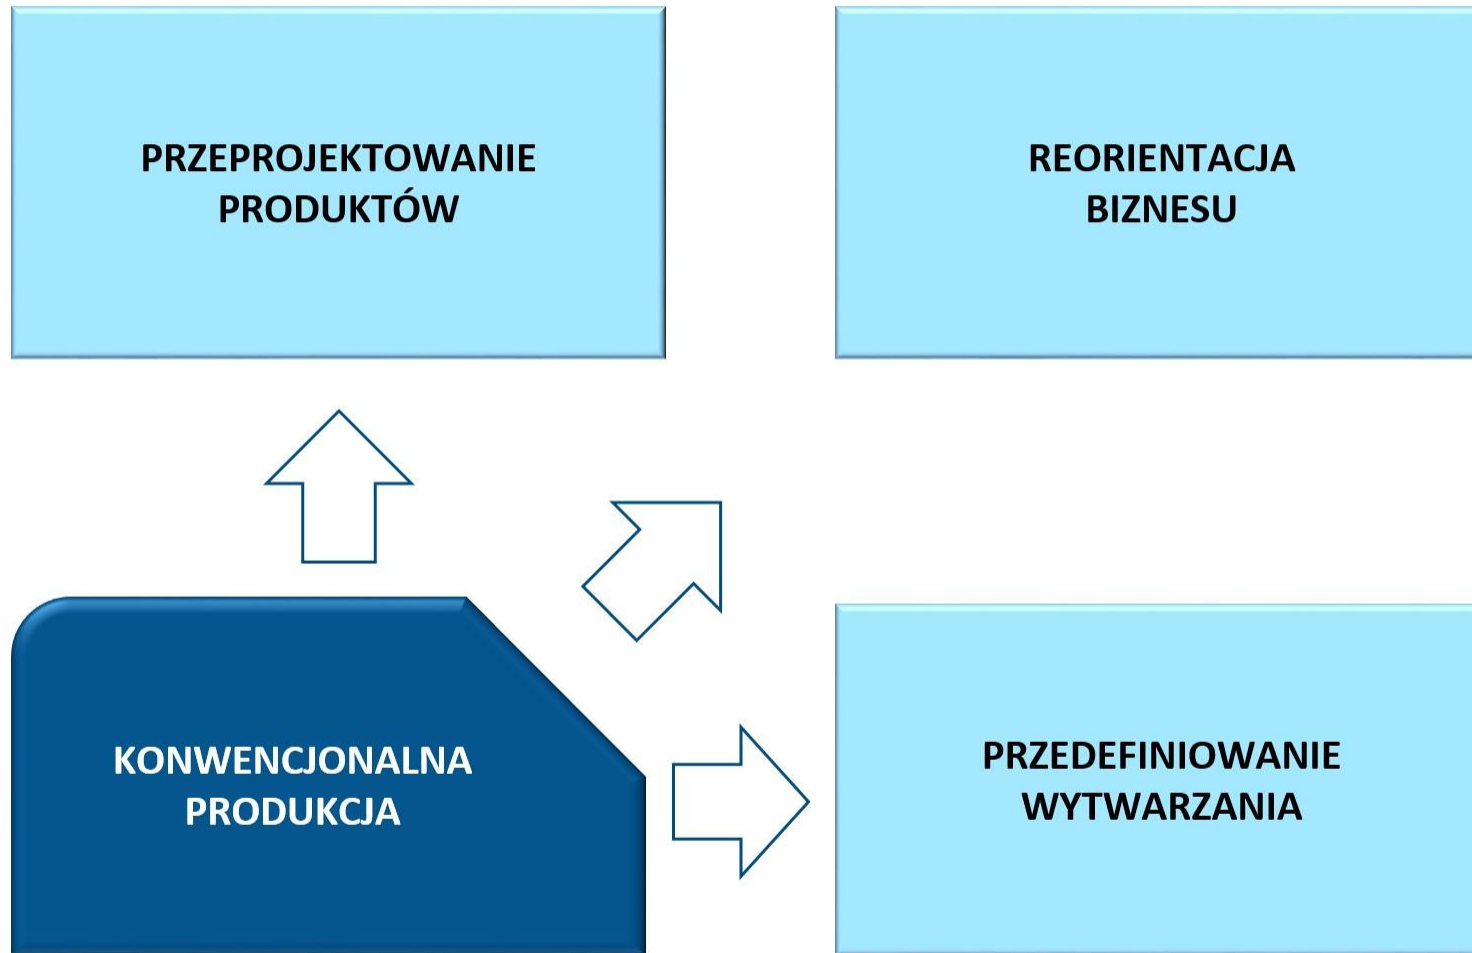 PRZEPROJEKTOWANIE
PRODUKTÓW
REORIENTACJA
BIZNESU
KONWENCJONALNA
PRODUKCJA
PRZEDEFINIOWANIE
WYTWARZANIA